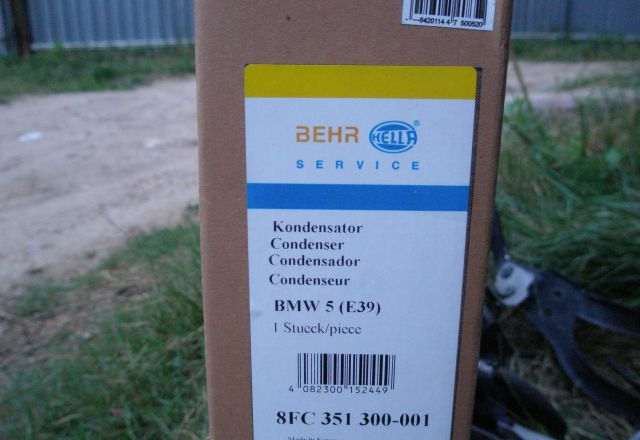 BEHR HELLA®
SERVICE
Kondensator
Condenser
Condensador
Condenseur
BMW 5 (E39)
1 Stueck/piece
4 082300 152449
8FC 351 300-001